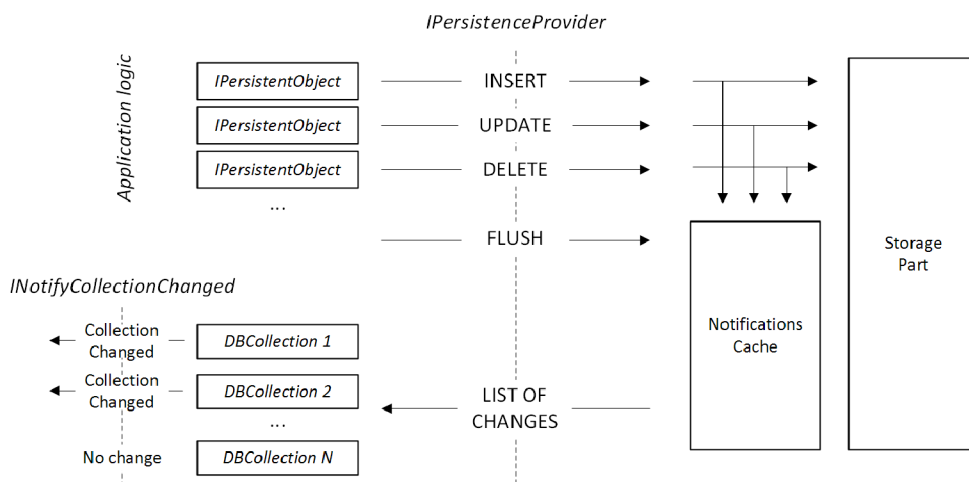 IPersistenceProvider
Application logic
IPersistentObject
INSERT
IPersistentObject
UPDATE
IPersistentObject
DELETE
...
FLUSH
Storage
Part
Notifications
Cache
INotifyCollectionChanged
Collection
Changed
DBCollection 1
Collection
Changed
DBCollection 2
...
No change
DBCollection N
LIST OF
CHANGES